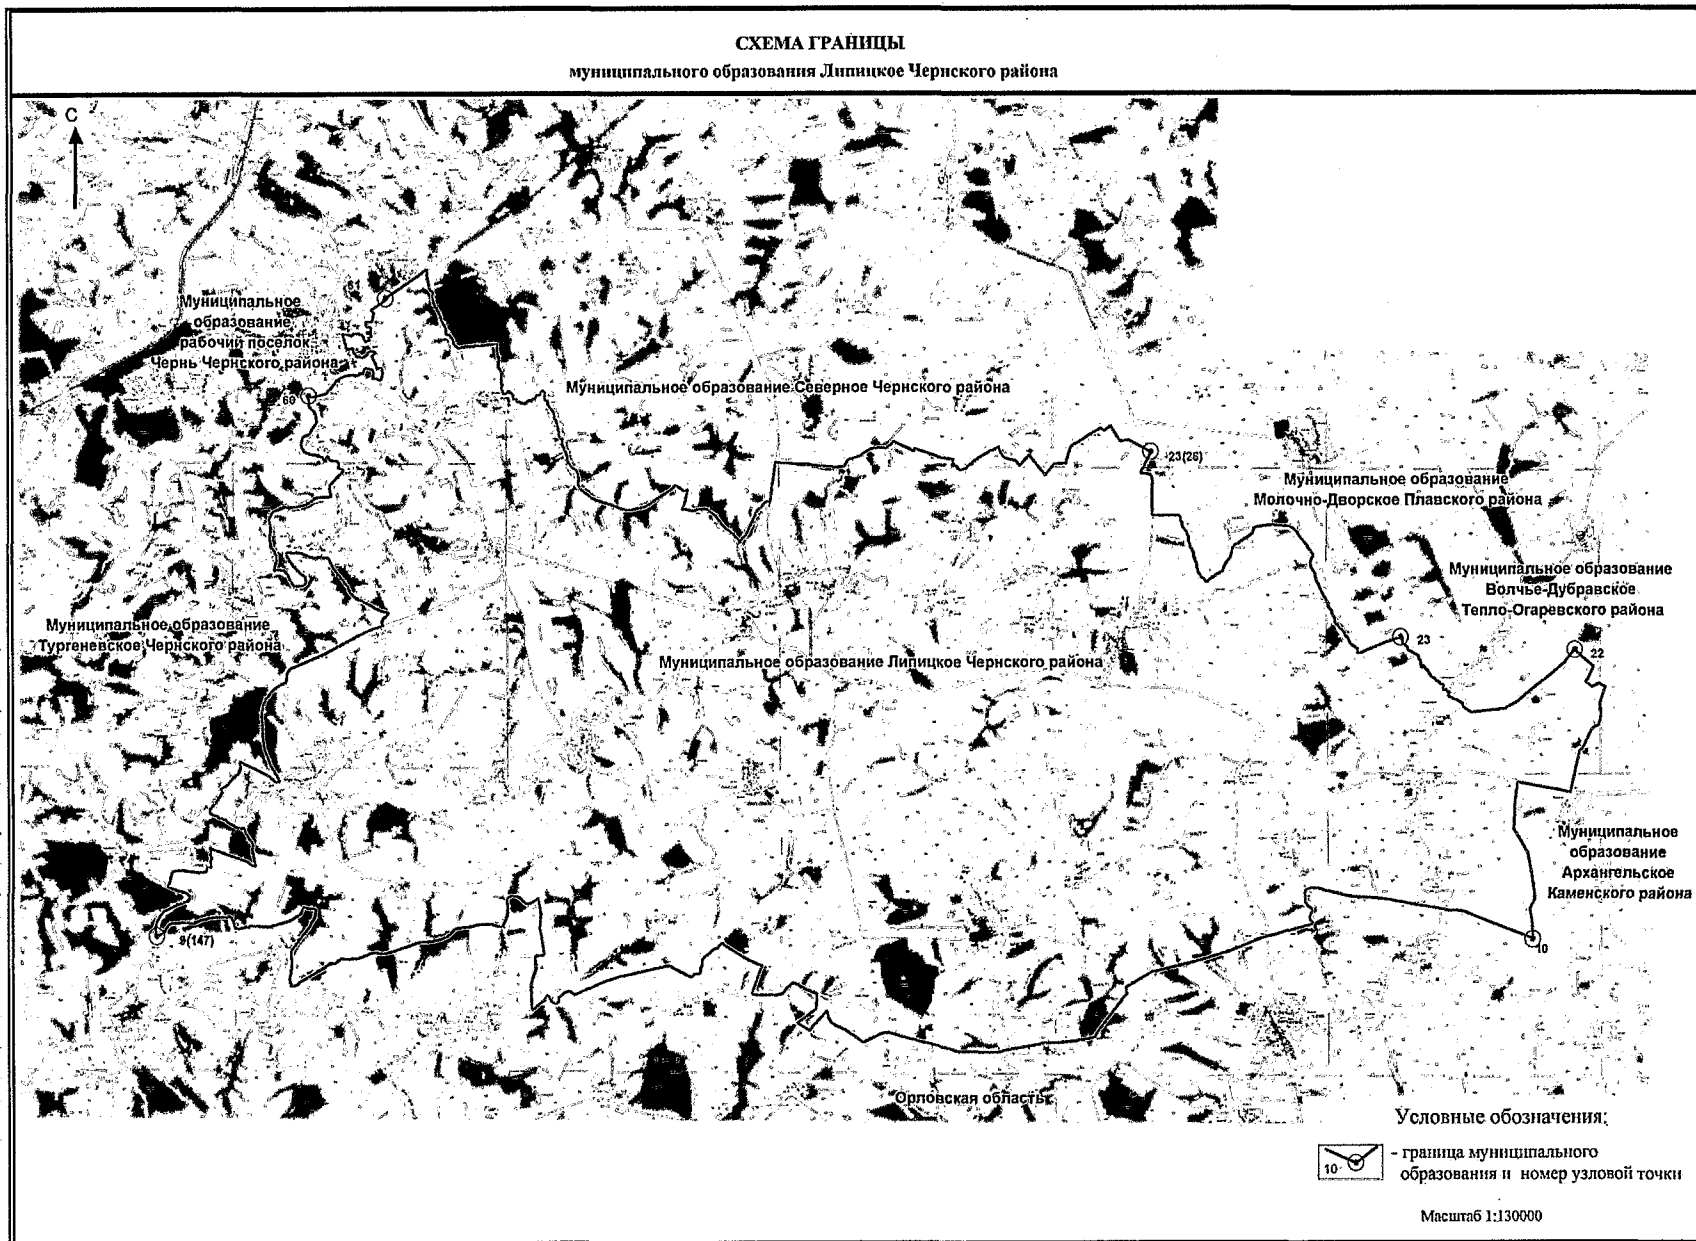 СХЕМА ГРАНИЦЫ
муниципального образования Липицкое Чернского района
С
61
Муниципальное
образование
рабочий поселок
Чернь Чернского района
60
Муниципальное образование Северное Чернского района
23(26)
Муниципальное образование
Молочно-Дворское Плавского района
Муниципальное образование
Волчье-Дубравское
Тепло-Огаревского района
23
22
Муниципальное образование
Тургеневское Чернского района
Муниципальное образование Липицкое Чернского района
Муниципальное
образование
Архангельское
Каменского района
9(147)
10
Орловская область
Условные обозначения:
10
- граница муниципального
образования и номер узловой точки
Масштаб 1:130000